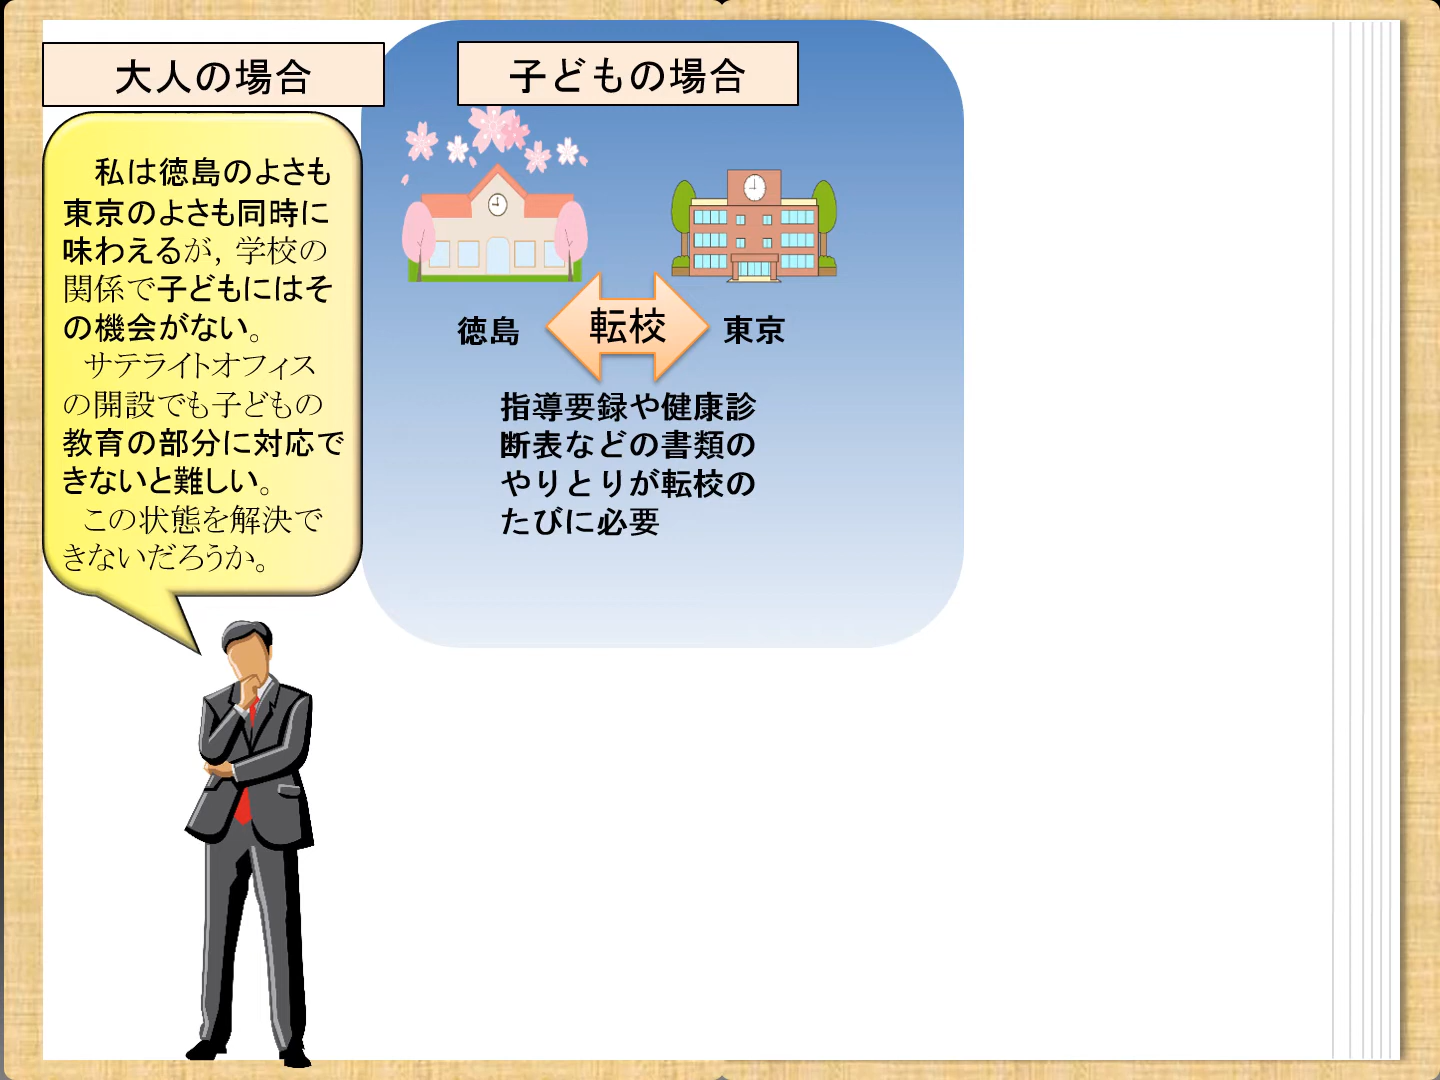 大人の場合
私は徳島のよさも
東京のよさも同時に
味わえるが，学校の
関係で子どもにはそ
の機会がない。
サテライトオフィス
の開設でも子どもの
教育の部分に対応で
きないと難しい。
この状態を解決で
きないだろうか。
子どもの場合
徳島
転校
東京
指導要録や健康診
断表などの書類の
やりとりが転校の
たびに必要